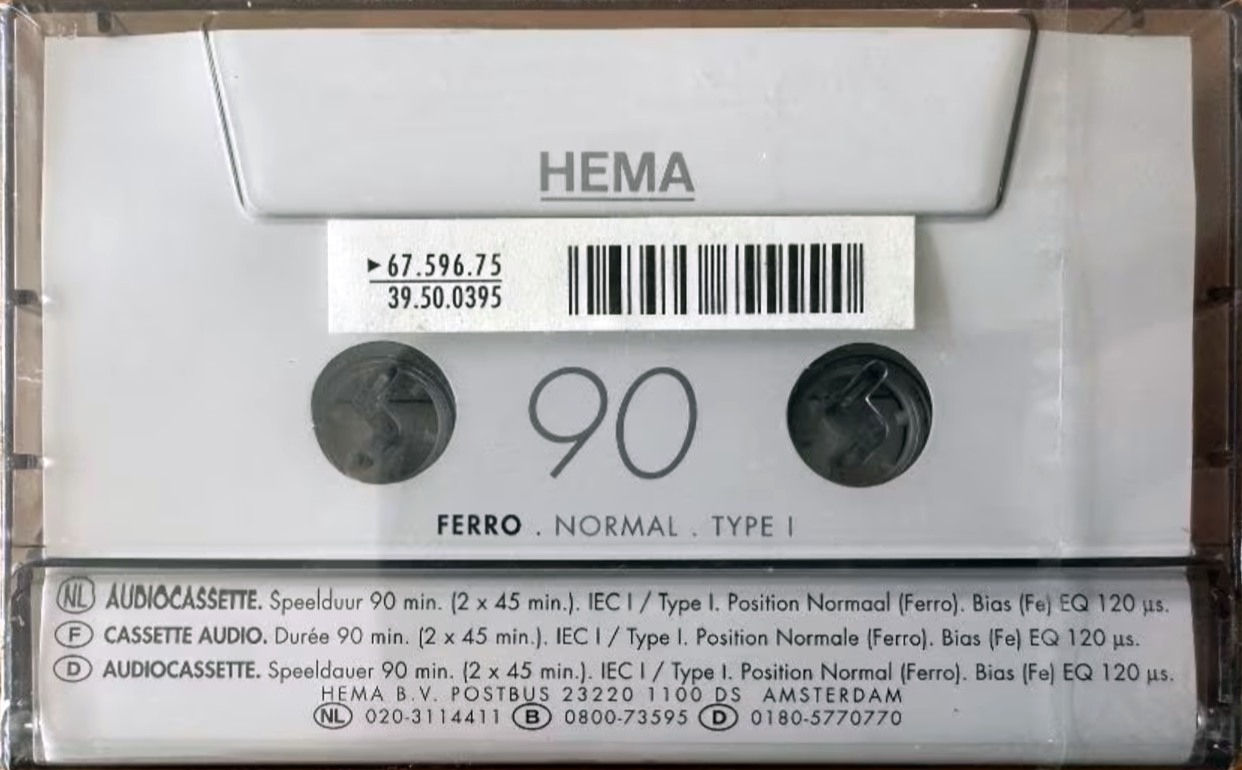 HEMA
►67.596.75
39.50.0395
90
FERRO . NORMAL . TYPE I
NL AUDIOCASSETTE. Speelduur 90 min. (2 x 45 min.). IEC I / Type I. Position Normaal (Ferro). Bias (Fe) EQ 120 µs.
F CASSETTE AUDIO. Durée 90 min. (2 x 45 min.). IEC I / Type I. Position Normale (Ferro). Bias (Fe) EQ 120 µs.
D AUDIOCASSETTE. Speeldauer 90 min. (2 x 45 min.). IEC I / Type I. Position Normal (Ferro). Bias (Fe) EQ 120 µs.
HEMA B.V. POSTBUS 23220 1100 DS AMSTERDAM
NL 020-3114411 B 0800-73595 D 0180-5770770